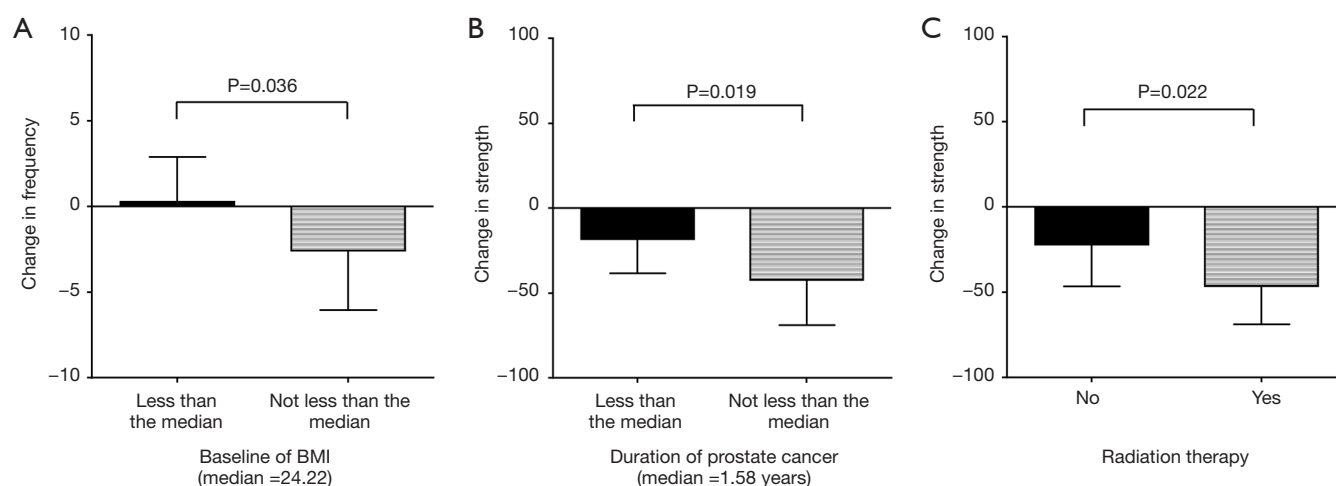 A
Change in frequency
10
5
0
−5
−10
P=0.036
Less than
the median
Not less than the
median
Baseline of BMI
(median =24.22)
B
Change in strength
100
50
0
−50
−100
P=0.019
Less than
the median
Not less than the
median
Duration of prostate cancer
(median =1.58 years)
C
Change in strength
100
50
0
−50
−100
P=0.022
No
Yes
Radiation therapy